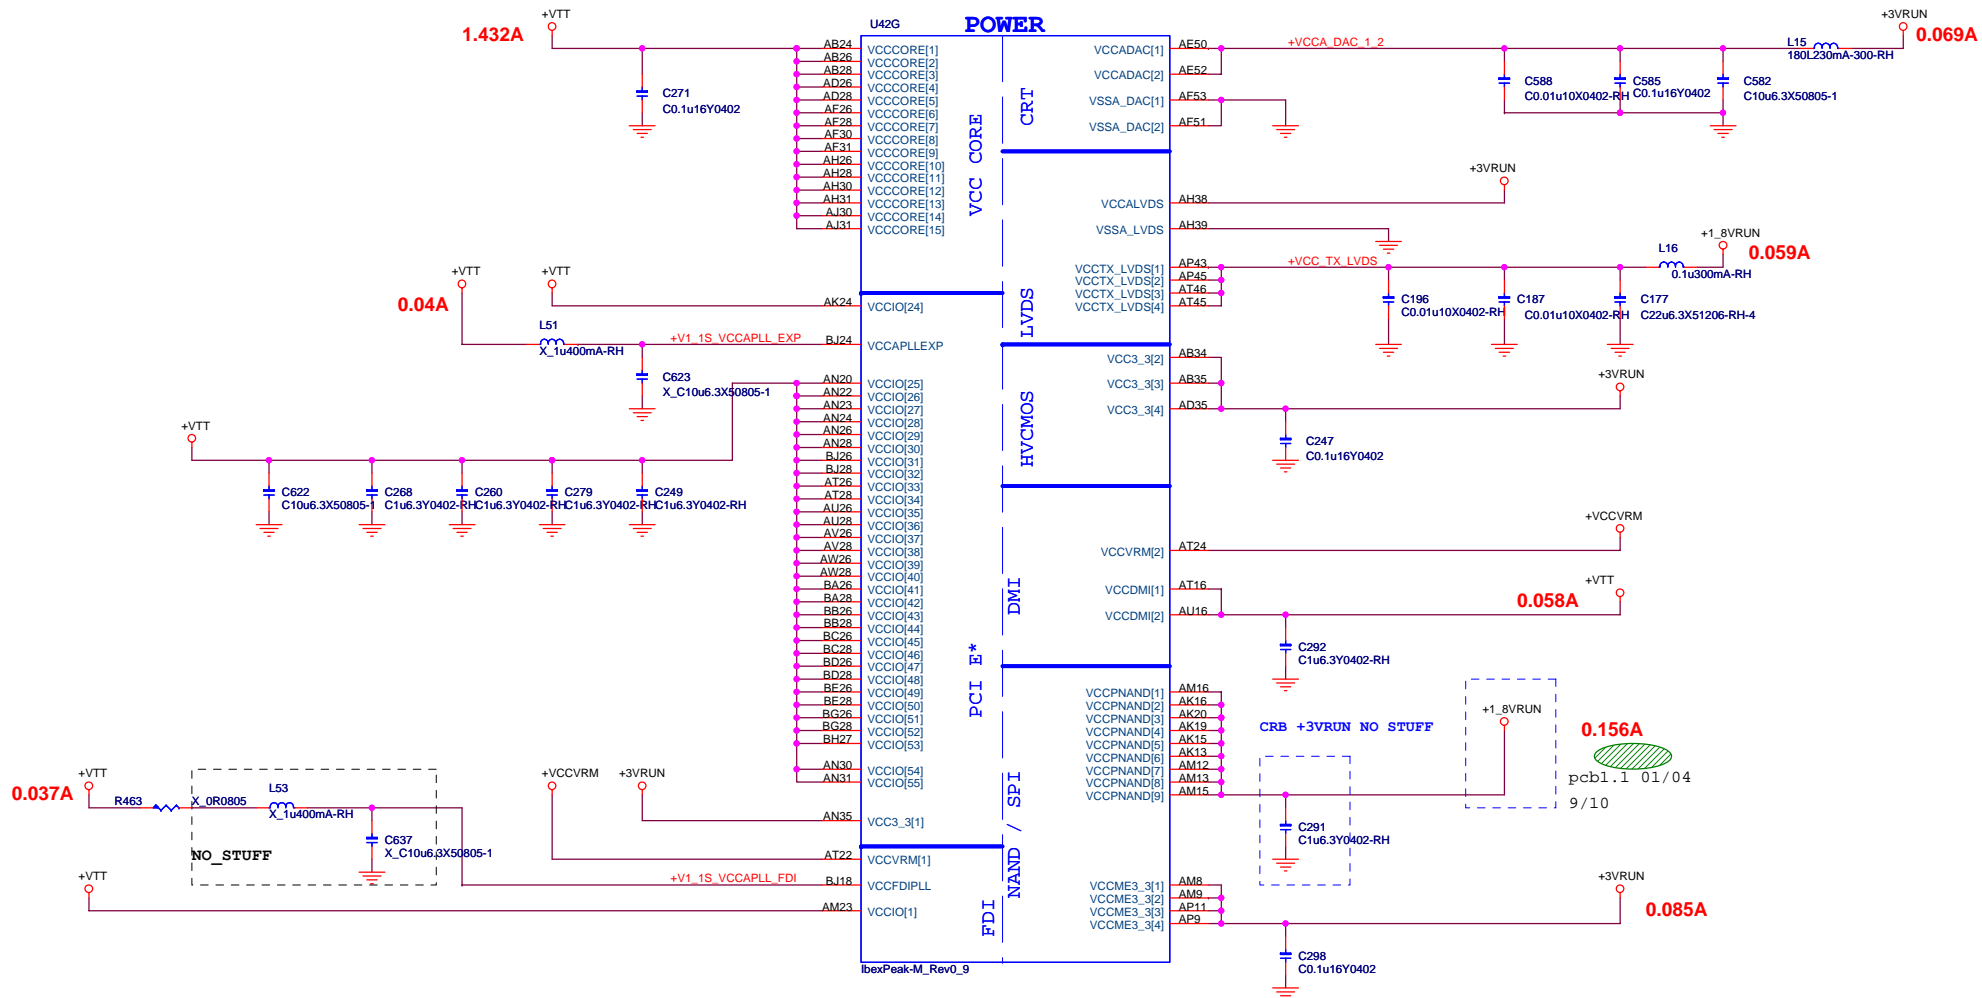 POWER
U42G
+VTT
1.432A
C271
C0.1u16Y0402
AB24 VCCCORE[1]
AB26 VCCCORE[2]
AB28 VCCCORE[3]
AD26 VCCCORE[4]
AD28 VCCCORE[5]
AF26 VCCCORE[6]
AF28 VCCCORE[7]
AF30 VCCCORE[8]
AF31 VCCCORE[9]
AH26 VCCCORE[10]
AH28 VCCCORE[11]
AH30 VCCCORE[12]
AH31 VCCCORE[13]
AJ30 VCCCORE[14]
AJ31 VCCCORE[15]
VCC CORE
+VTT
+VTT
0.04A
AK24 VCCIO[24]
L51
X_1u400mA-RH
+V1_1S_VCCAPLL_EXP
BJ24 VCCAPLLEXP
C623
X_C10u6.3X50805-1
AN20 VCCIO[25]
AN22 VCCIO[26]
AN23 VCCIO[27]
AN24 VCCIO[28]
AN26 VCCIO[29]
AN28 VCCIO[30]
BJ26 VCCIO[31]
BJ28 VCCIO[32]
AT26 VCCIO[33]
AT28 VCCIO[34]
AU26 VCCIO[35]
AU28 VCCIO[36]
AV26 VCCIO[37]
AV28 VCCIO[38]
AW26 VCCIO[39]
AW28 VCCIO[40]
BA26 VCCIO[41]
BA28 VCCIO[42]
BB26 VCCIO[43]
BB28 VCCIO[44]
BC26 VCCIO[45]
BC28 VCCIO[46]
BD26 VCCIO[47]
BD28 VCCIO[48]
BE26 VCCIO[49]
BE28 VCCIO[50]
BG26 VCCIO[51]
BG28 VCCIO[52]
BH27 VCCIO[53]
AN30 VCCIO[54]
AN31 VCCIO[55]
PCI E*
+VTT
C622
C10u6.3X50805-1
C268
C1u6.3Y0402-RH
C260
C1u6.3Y0402-RH
C279
C1u6.3Y0402-RH
C249
C1u6.3Y0402-RH
+VCCVRM
+3VRUN
AN35 VCC3_3[1]
+VTT
0.037A
R463
X_0R0805
L53
X_1u400mA-RH
C637
X_C10u6.3X50805-1
NO_STUFF
AT22 VCCVRM[1]
+V1_1S_VCCAPLL_FDI
BJ18 VCCFDIPLL
+VTT
AM23 VCCIO[1]
FDI
IbexPeak-M_Rev0_9
CRT
VCCADAC[1] AE50
VCCADAC[2] AE52
VSSA_DAC[1] AF53
VSSA_DAC[2] AF51
+VCCA_DAC_1_2
C588
C0.01u10X0402-RH
C585
C0.1u16Y0402
C582
C10u6.3X50805-1
L15
180L230mA-300-RH
+3VRUN
0.069A
LVDS
VCCALVDS AH38
VSSA_LVDS AH39
+3VRUN
VCCTX_LVDS[1] AP43
VCCTX_LVDS[2] AP45
VCCTX_LVDS[3] AT46
VCCTX_LVDS[4] AT45
+VCC_TX_LVDS
L16
0.1u300mA-RH
+1_8VRUN
0.059A
C196
C0.01u10X0402-RH
C187
C0.01u10X0402-RH
C177
C22u6.3X51206-RH-4
HVCMOS
VCC3_3[2] AB34
VCC3_3[3] AB35
VCC3_3[4] AD35
+3VRUN
C247
C0.1u16Y0402
DMI
VCCVRM[2] AT24
+VCCVRM
VCCDMI[1] AT16
VCCDMI[2] AU16
+VTT
0.058A
C292
C1u6.3Y0402-RH
NAND / SPI
VCCPNAND[1] AM16
VCCPNAND[2] AK16
VCCPNAND[3] AK20
VCCPNAND[4] AK19
VCCPNAND[5] AK15
VCCPNAND[6] AK13
VCCPNAND[7] AM12
VCCPNAND[8] AM13
VCCPNAND[9] AM15
CRB +3VRUN NO STUFF
+1_8VRUN
0.156A
pcb1.1 01/04
9/10
C291
C1u6.3Y0402-RH
VCCME3_3[1] AM8
VCCME3_3[2] AM9
VCCME3_3[3] AP11
VCCME3_3[4] AP9
+3VRUN
0.085A
C298
C0.1u16Y0402